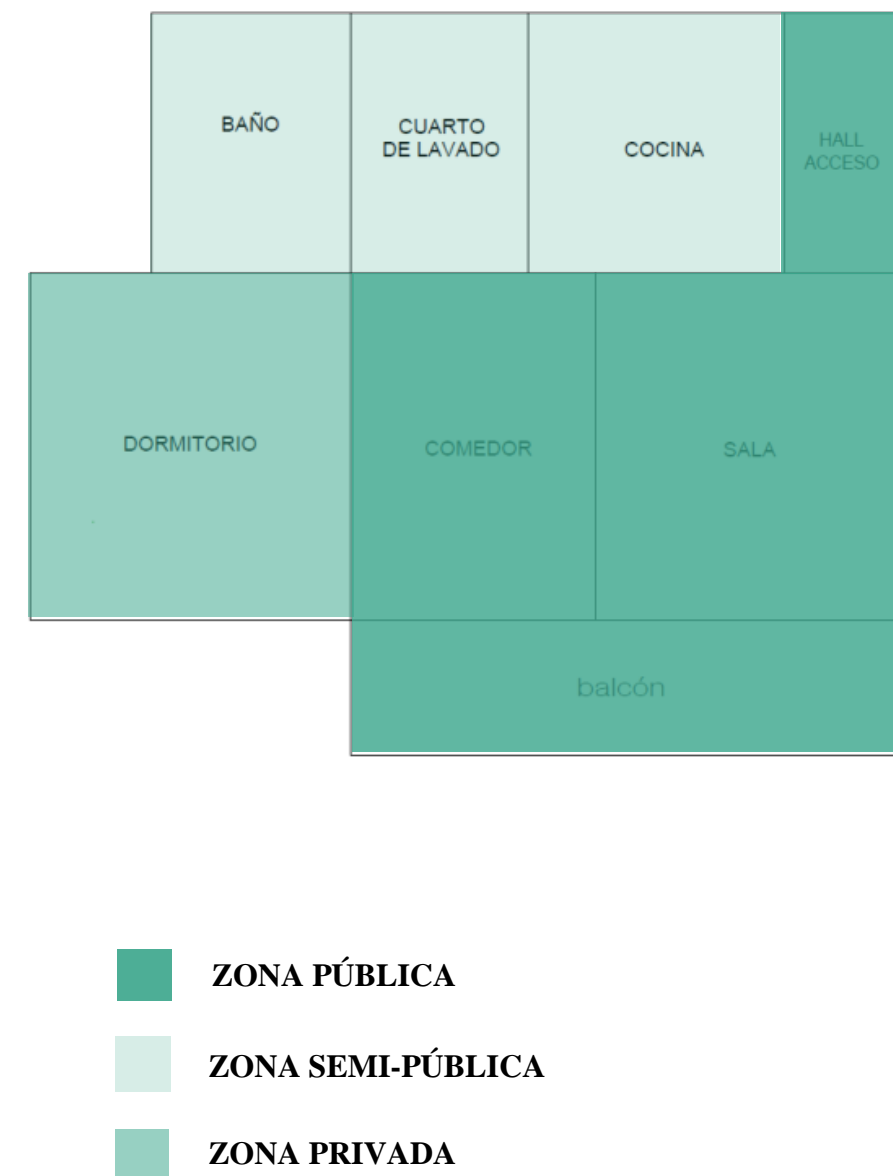 BAÑO
CUARTO
DE LAVADO
COCINA
HALL
ACCESO
DORMITORIO
COMEDOR
SALA
balcón
ZONA PÚBLICA
ZONA SEMI-PÚBLICA
ZONA PRIVADA